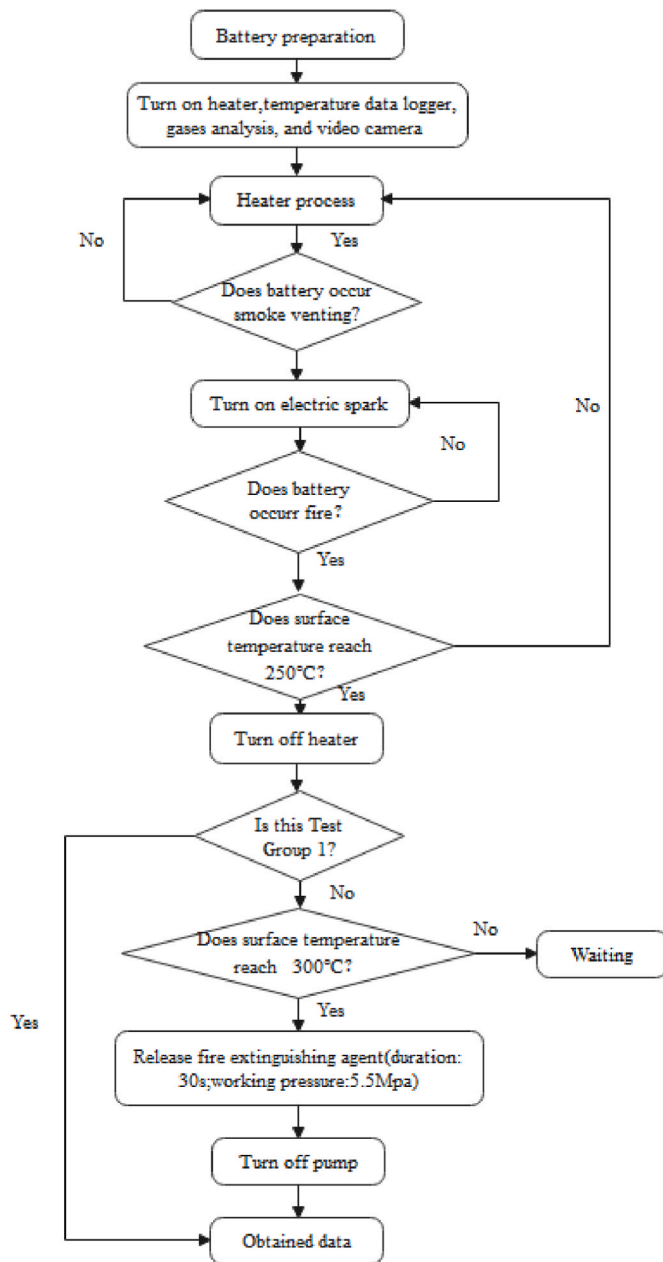 Battery preparation
Turn on heater,temperature data logger,
gases analysis, and video camera
Heater process
No
Yes
Does battery occur
smoke venting?
Turn on electric spark
No
No
Does battery
occurr fire?
Yes
Does surface
temperature reach
250℃?
Yes
Turn off heater
Is this Test
Group 1?
No
Does surface temperature
reach 300℃?
No
Waiting
Yes
Yes
Release fire extinguishing agent(duration:
30s;working pressure:5.5Mpa)
Turn off pump
Obtained data